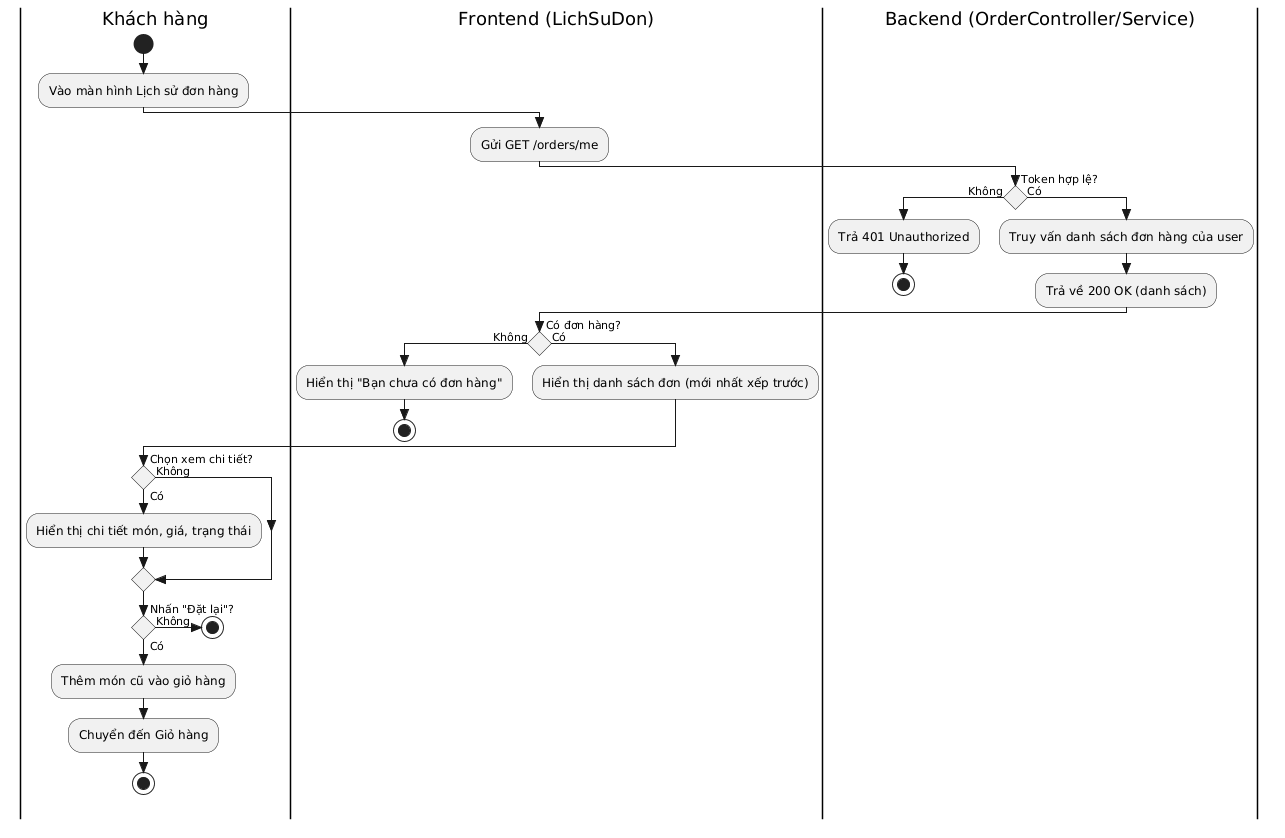 Khách hàng
Frontend (LichSuDon)
Backend (OrderController/Service)
Vào màn hình Lịch sử đơn hàng
Gửi GET /orders/me
Token hợp lệ?
Không
Có
Trả 401 Unauthorized
Truy vấn danh sách đơn hàng của user
Trả về 200 OK (danh sách)
Có đơn hàng?
Không
Có
Hiển thị "Bạn chưa có đơn hàng"
Hiển thị danh sách đơn (mới nhất xếp trước)
Chọn xem chi tiết?
Không
Có
Hiển thị chi tiết món, giá, trạng thái
Nhấn "Đặt lại"?
Không
Có
Thêm món cũ vào giỏ hàng
Chuyển đến Giỏ hàng